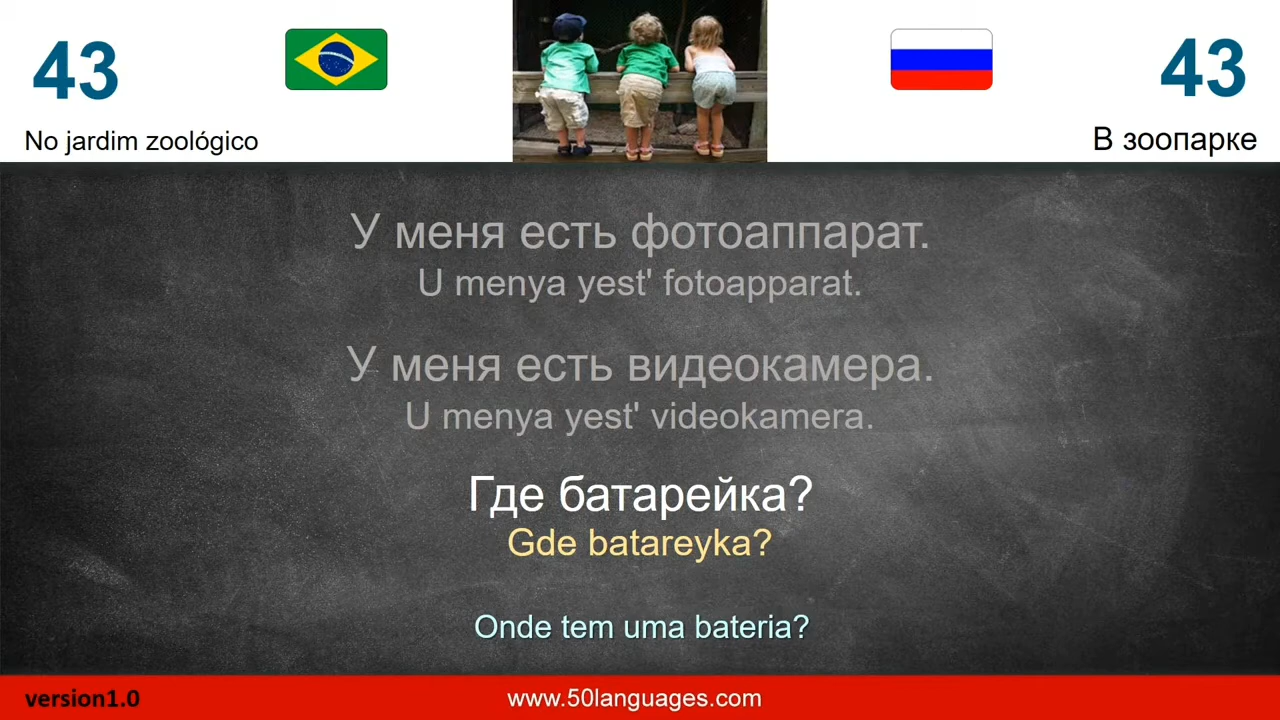 43
43
No jardim zoológico
В зоопарке
У меня есть фотоаппарат.
U menya yest' fotoapparat.
У меня есть видеокамера.
U menya yest' videokamera.
Где батарейка?
Gde batareyka?
Onde tem uma bateria?
version1.0
www.50languages.com